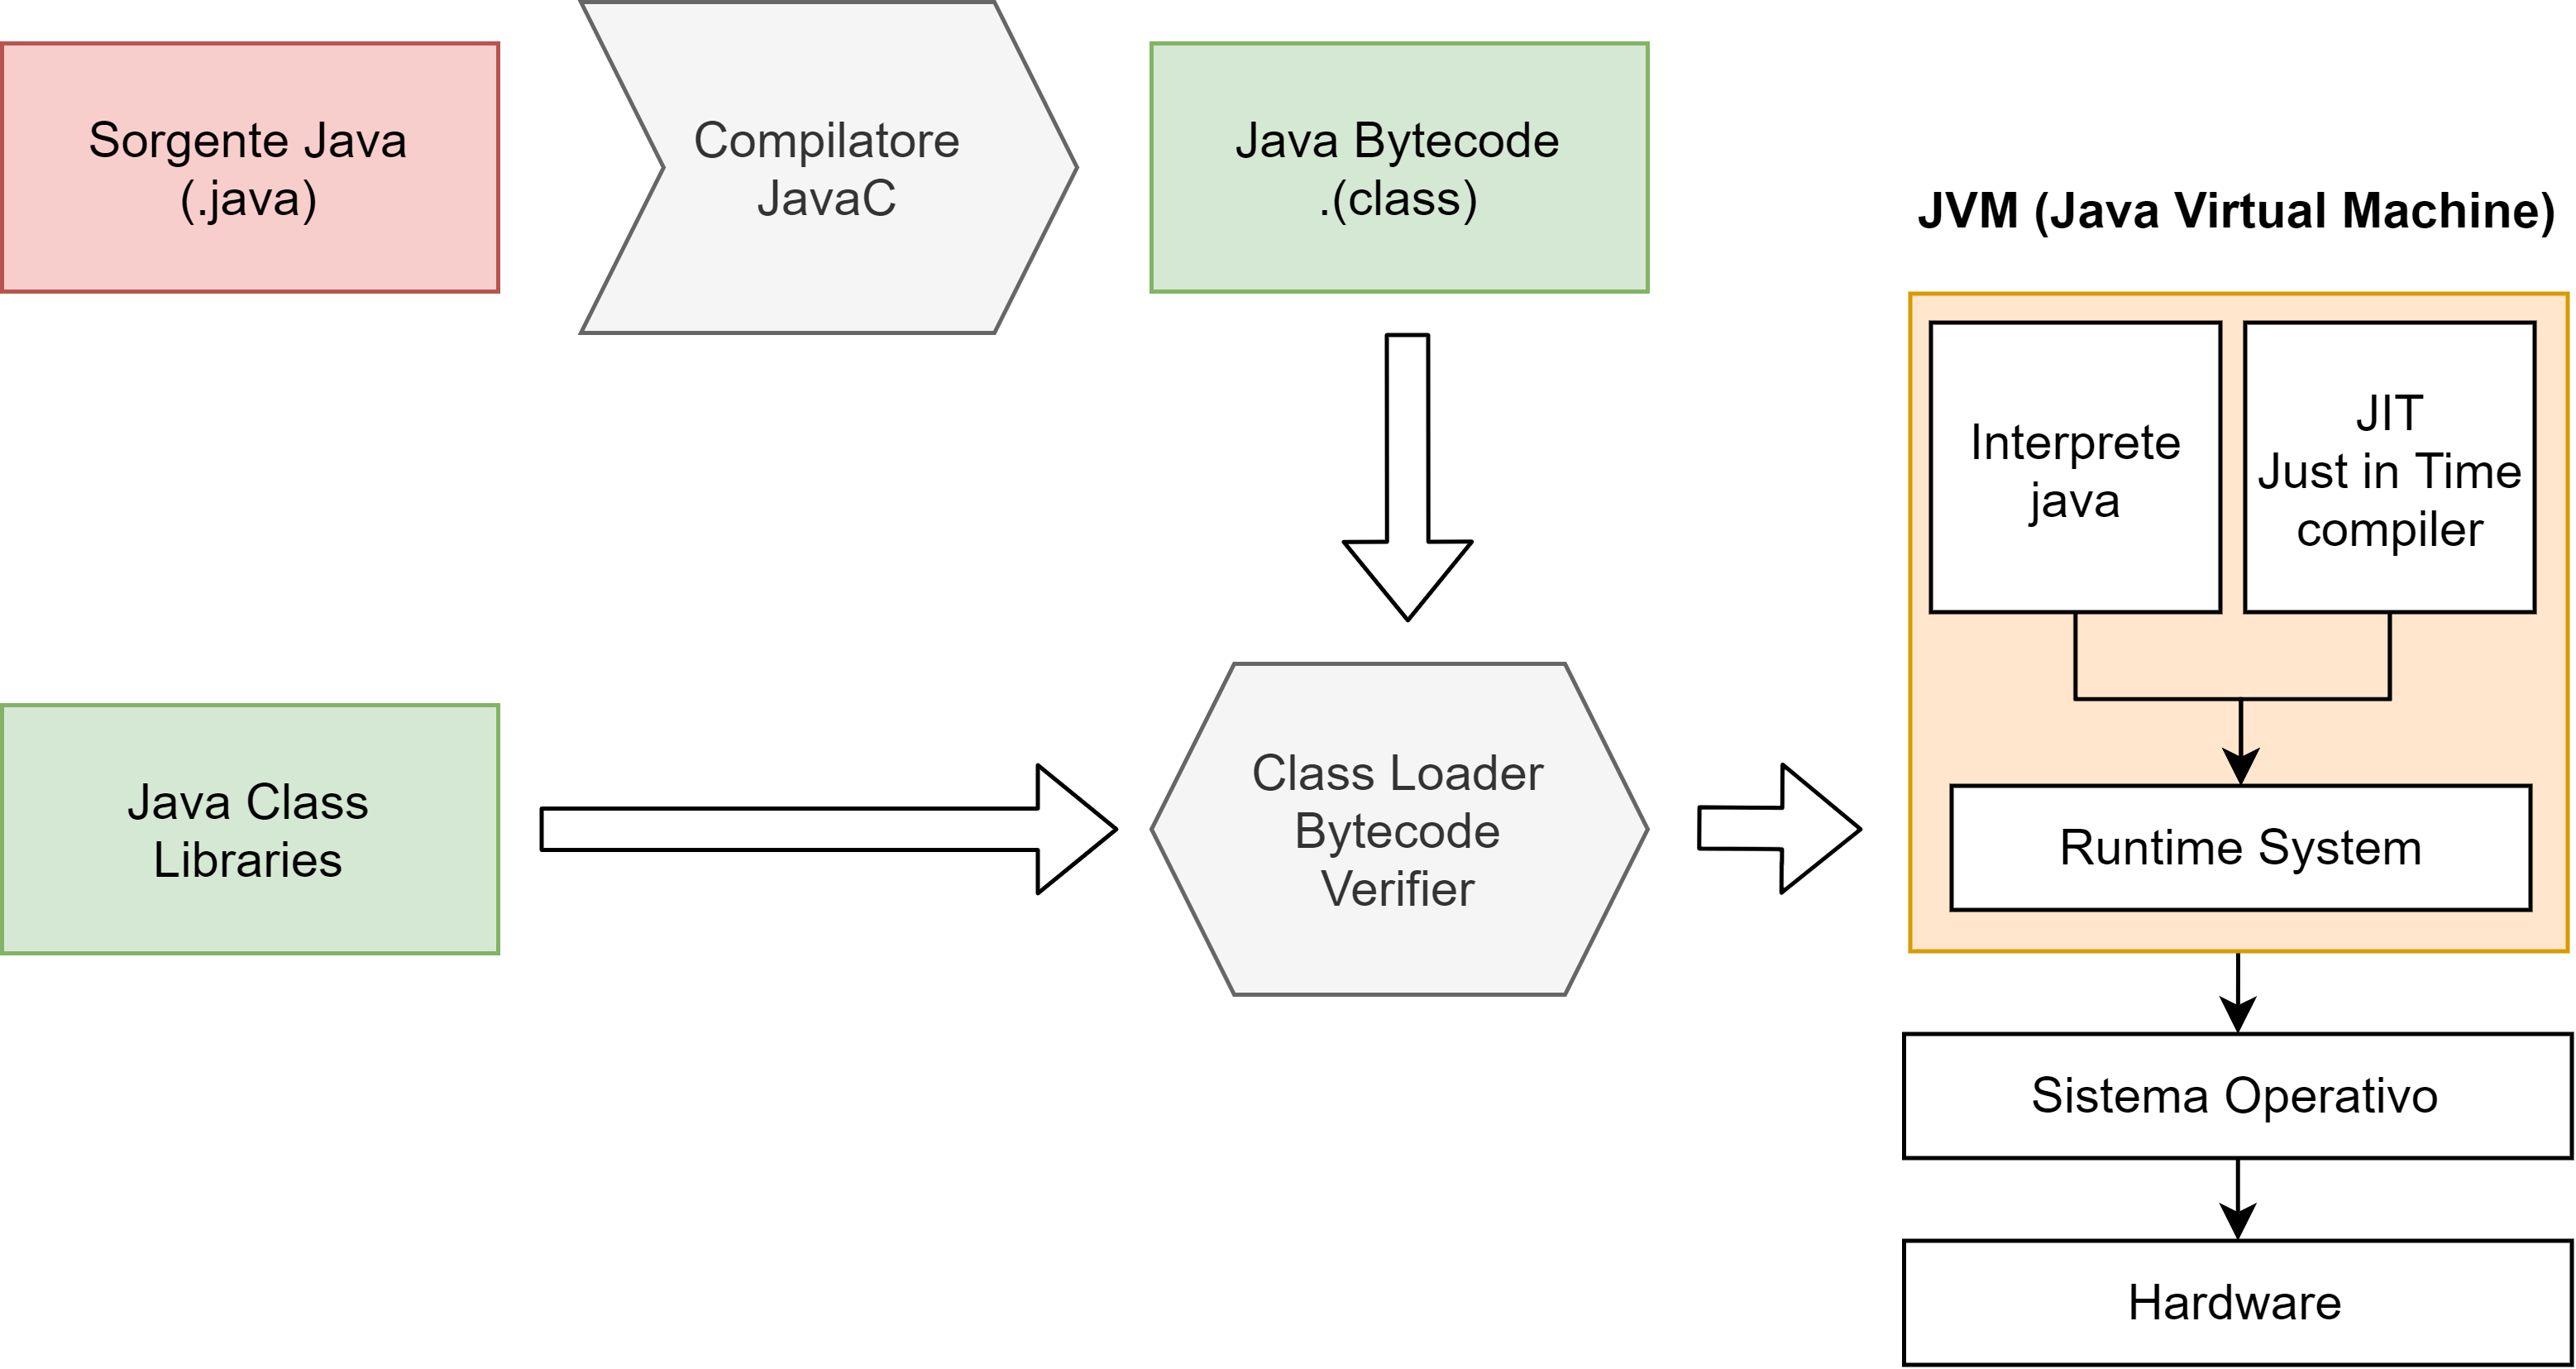 Sorgente Java
(.java)
Compilatore
JavaC
Java Bytecode
.(class)
JVM (Java Virtual Machine)
Interprete
java
JIT
Just in Time
compiler
Java Class
Libraries
Class Loader
Bytecode
Verifier
Runtime System
Sistema Operativo
Hardware